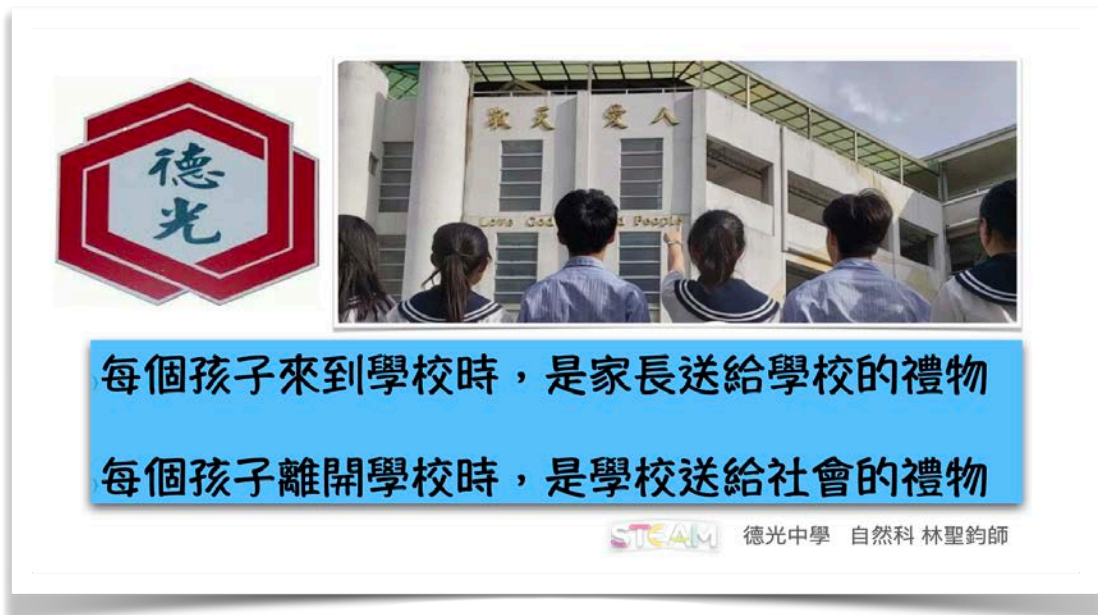 德
光
敬天愛人
Love God and People
每個孩子來到學校時，是家長送給學校的禮物
每個孩子離開學校時，是學校送給社會的禮物
STEAM 德光中學 自然科 林聖鈞師